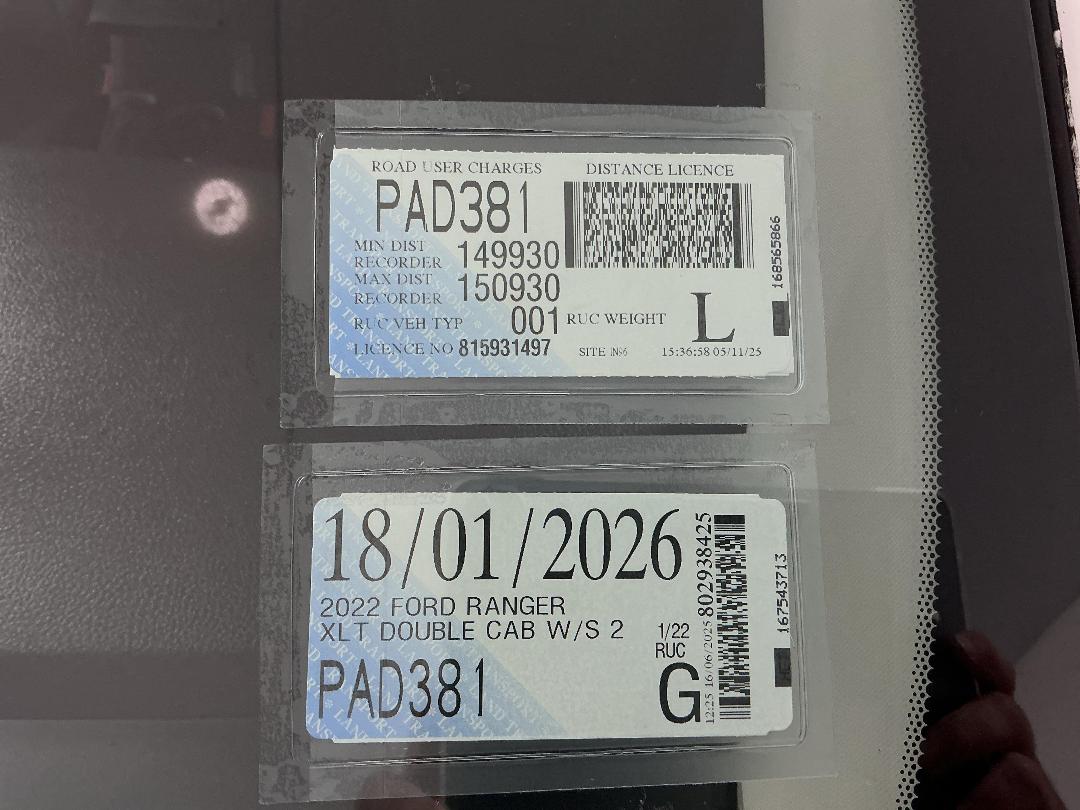 ROAD USER CHARGES DISTANCE LICENCE
PAD381
MIN DIST RECORDER 149930
MAX DIST RECORDER 150930
RUC VEH TYP 001 RUC WEIGHT L
LICENCE NO 815931497 SITE IN96 15:36:58 05/11/25
168565866
18/01/2026
2022 FORD RANGER
XLT DOUBLE CAB W/S 2
1/22
RUC
PAD381 G
12:25 16/06/2025 802938425
167543713